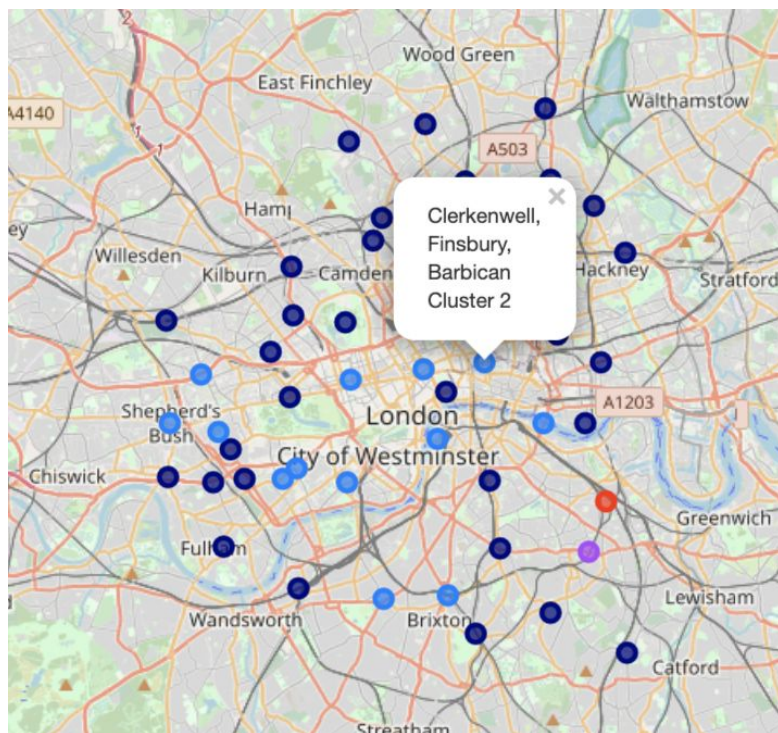 Wood Green
East Finchley
Walthamstow
A4140
1
A503
Willesden
Kilburn
Camden
Hackney
Stratford
×
Clerkenwell,
Finsbury,
Barbican
Cluster 2
Shepherd's
Bush
London
A1203
City of Westminster
Chiswick
Greenwich
Fulham
Wandsworth
Brixton
Lewisham
Catford
Streatham